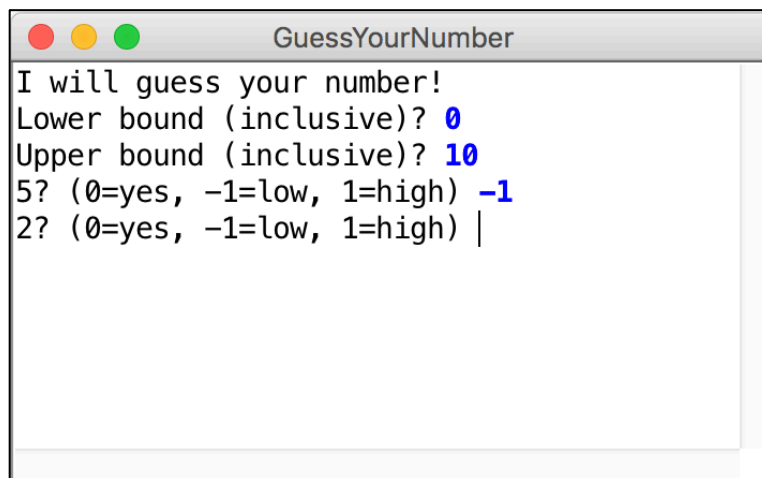 GuessYourNumber
I will guess your number!
Lower bound (inclusive)? 0
Upper bound (inclusive)? 10
5? (0=yes, −1=low, 1=high) −1
2? (0=yes, −1=low, 1=high)